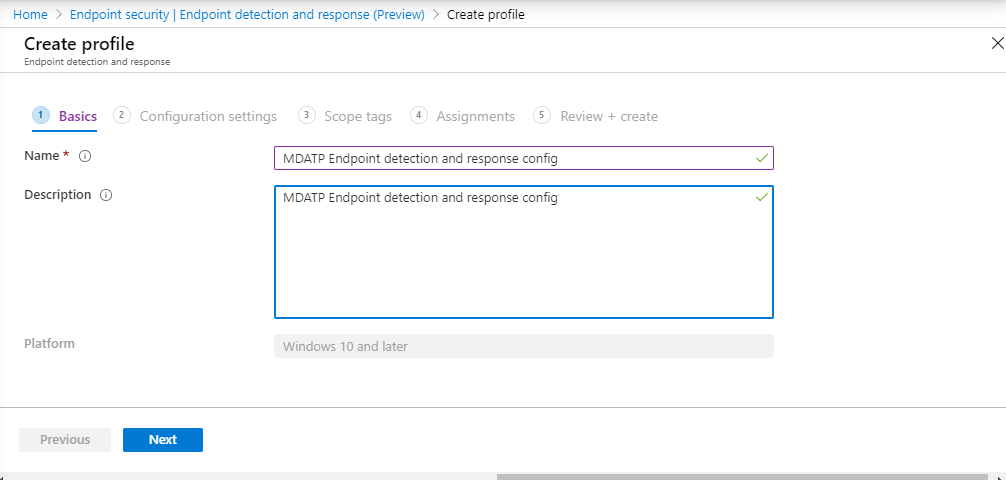 Home > Endpoint security | Endpoint detection and response (Preview) > Create profile
Create profile
Endpoint detection and response
1 Basics 2 Configuration settings 3 Scope tags 4 Assignments 5 Review + create
Name * MDATP Endpoint detection and response config
Description MDATP Endpoint detection and response config
Platform Windows 10 and later
Previous Next